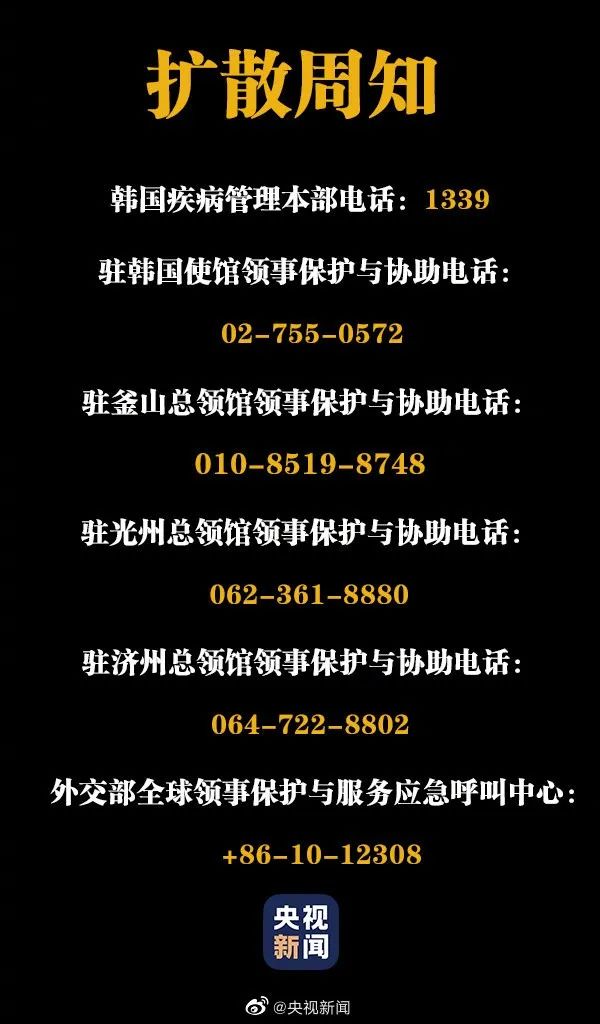 扩散周知
韩国疾病管理本部电话：1339
驻韩国使馆领事保护与协助电话：
02-755-0572
驻釜山总领馆领事保护与协助电话：
010-8519-8748
驻光州总领馆领事保护与协助电话：
062-361-8880
驻济州总领馆领事保护与协助电话：
064-722-8802
外交部全球领事保护与服务应急呼叫中心：
+86-10-12308
央视
新闻
@央视新闻